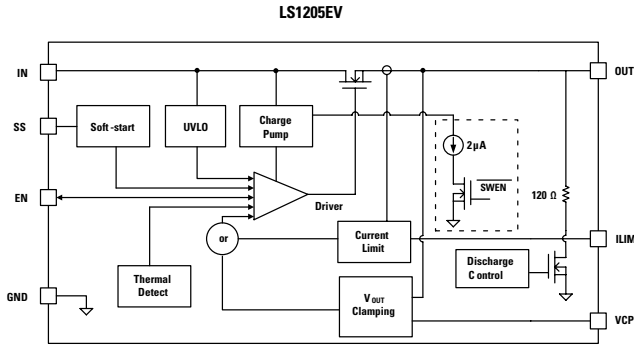 LS1205EV
IN
OUT
SS
Soft -start
UVLO
Charge
Pump
2µA
SWEN
EN
Driver
120 Ω
or
Current
Limit
ILIM
Thermal
Detect
Discharge
C ontrol
GND
V OUT
Clamping
VCP